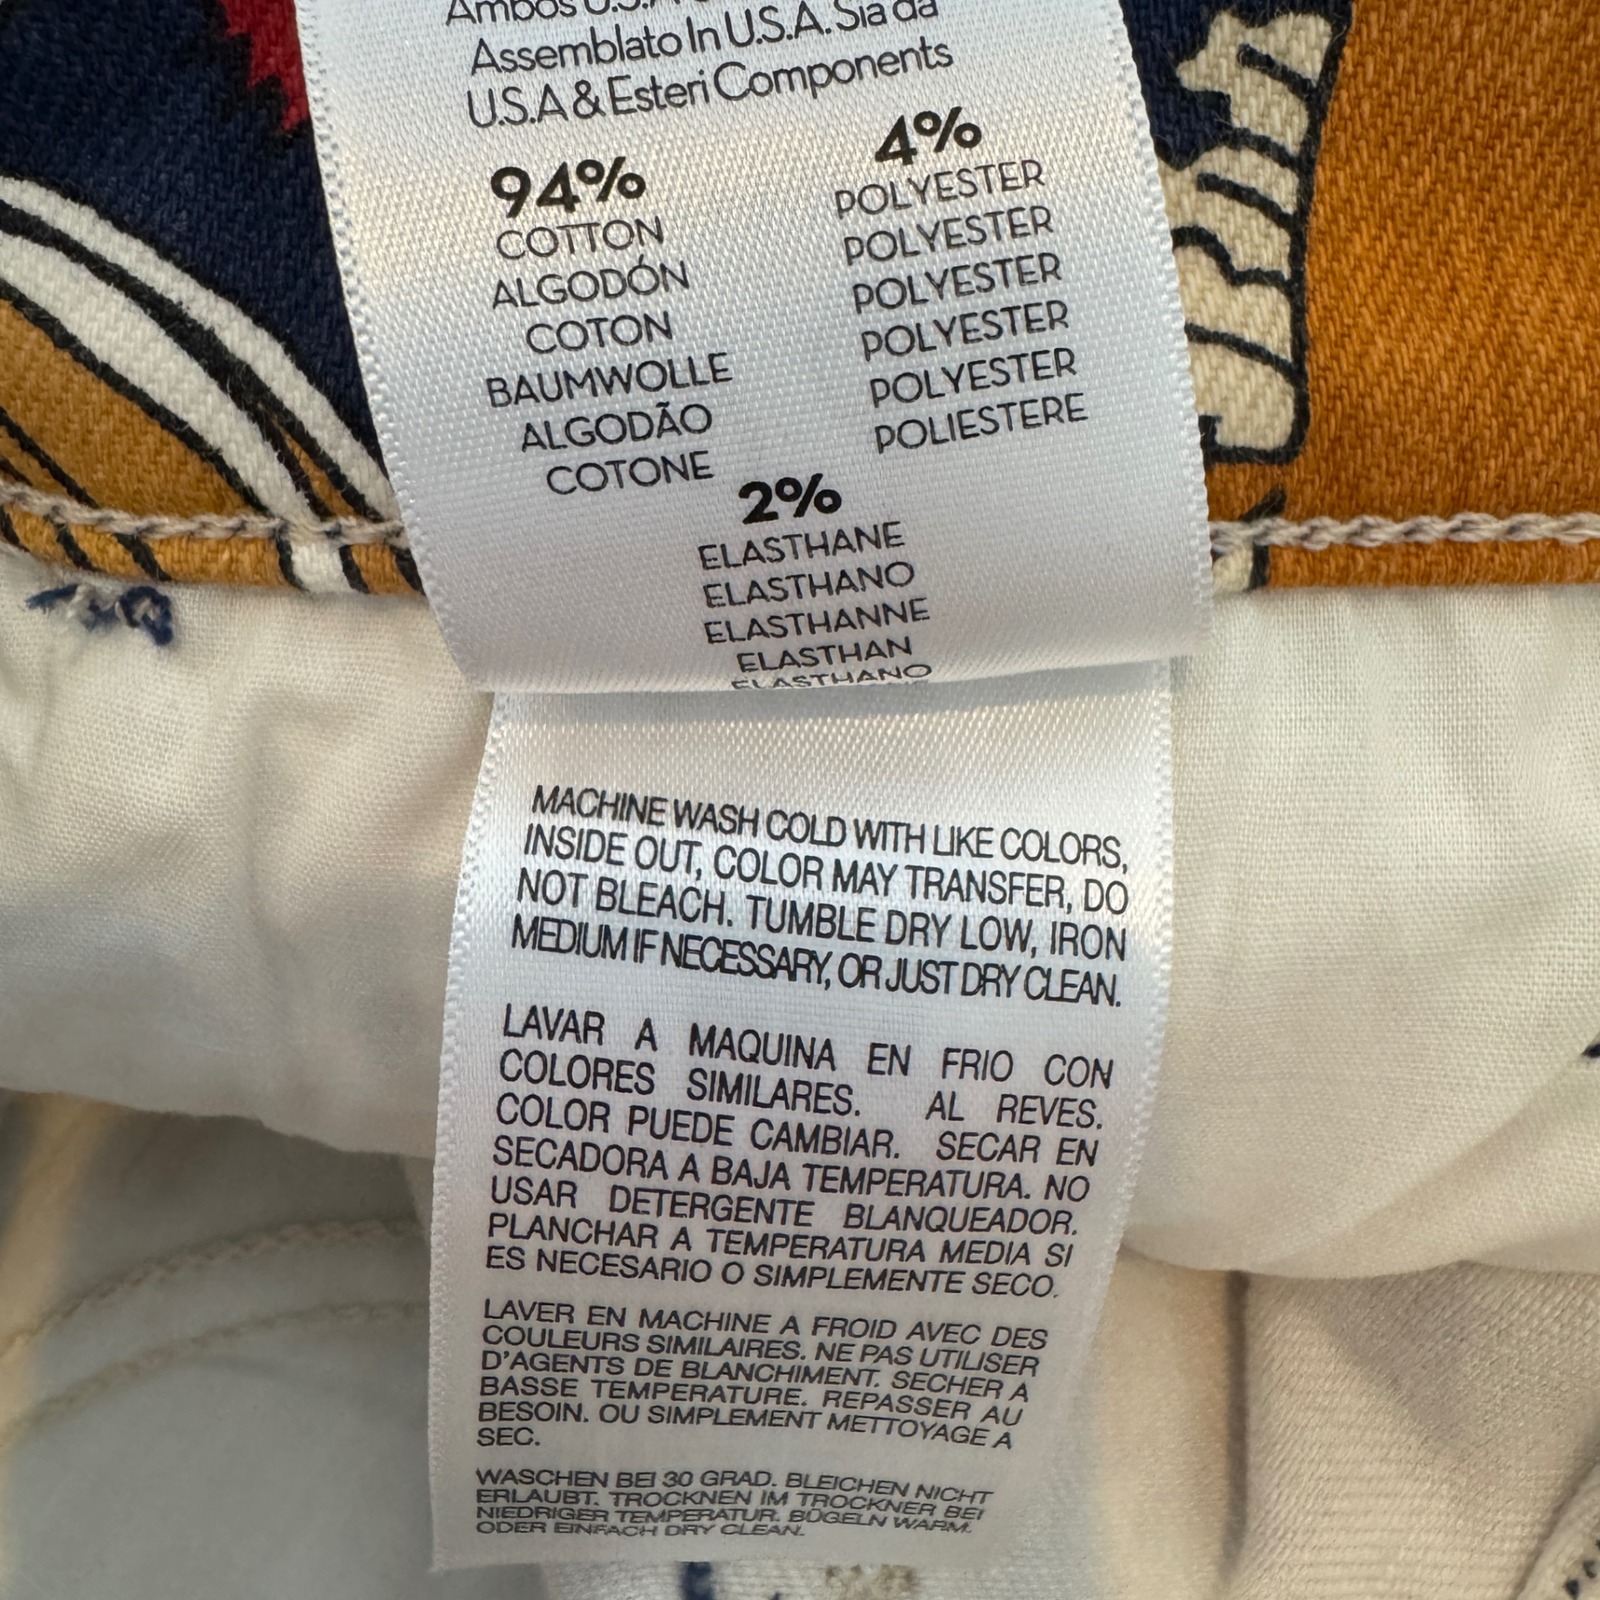 Ambos U.S.A
Assemblato In U.S.A. Sia da
U.S.A & Esteri Components
94%
COTTON
ALGODÓN
COTON
BAUMWOLLE
ALGODÃO
COTONE
4%
POLYESTER
POLYESTER
POLYESTER
POLYESTER
POLYESTER
POLIESTERE
2%
ELASTHANE
ELASTHANO
ELASTHANNE
ELASTHAN
ELASTHANO
MACHINE WASH COLD WITH LIKE COLORS,
INSIDE OUT, COLOR MAY TRANSFER, DO
NOT BLEACH. TUMBLE DRY LOW, IRON
MEDIUM IF NECESSARY, OR JUST DRY CLEAN.
LAVAR A MAQUINA EN FRIO CON
COLORES SIMILARES. AL REVES.
COLOR PUEDE CAMBIAR. SECAR EN
SECADORA A BAJA TEMPERATURA. NO
USAR DETERGENTE BLANQUEADOR.
PLANCHAR A TEMPERATURA MEDIA SI
ES NECESARIO O SIMPLEMENTE SECO.
LAVER EN MACHINE A FROID AVEC DES
COULEURS SIMILAIRES. NE PAS UTILISER
D'AGENTS DE BLANCHIMENT. SECHER A
BASSE TEMPERATURE. REPASSER AU
BESOIN. OU SIMPLEMENT METTOYAGE A
SEC.
WASCHEN BEI 30 GRAD. BLEICHEN NICHT
ERLAUBT. TROCKNEN IM TROCKNER BEI
NIEDRIGER TEMPERATUR. BÜGELN WARM.
ODER EINFACH DRY CLEAN.